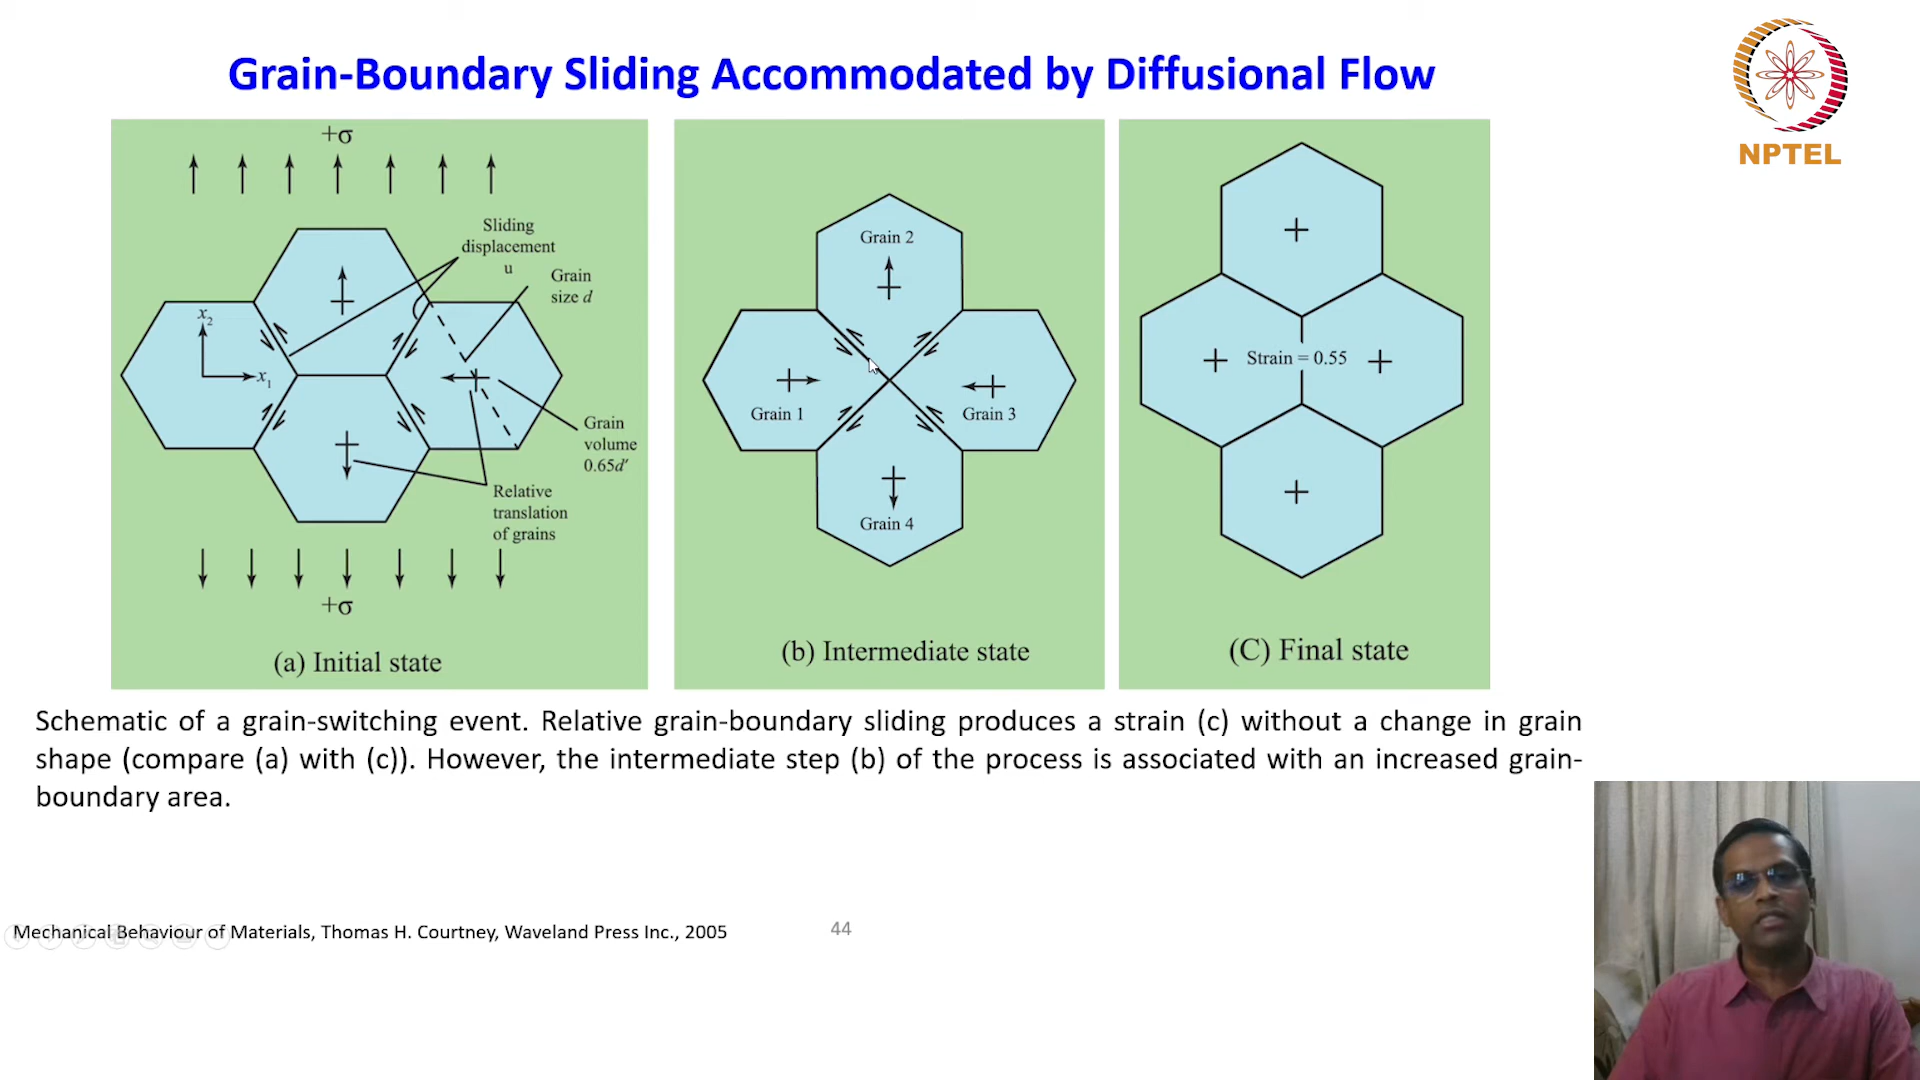 Grain-Boundary Sliding Accommodated by Diffusional Flow
NPTEL
+σ
Sliding
displacement
u
Grain
size d
x2
x1
Grain
volume
0.65d'
Relative
translation
of grains
+σ
(a) Initial state
Grain 2
Grain 1
Grain 3
Grain 4
(b) Intermediate state
Strain = 0.55
(C) Final state
Schematic of a grain-switching event. Relative grain-boundary sliding produces a strain (c) without a change in grain
shape (compare (a) with (c)). However, the intermediate step (b) of the process is associated with an increased grain-
boundary area.
Mechanical Behaviour of Materials, Thomas H. Courtney, Waveland Press Inc., 2005
44